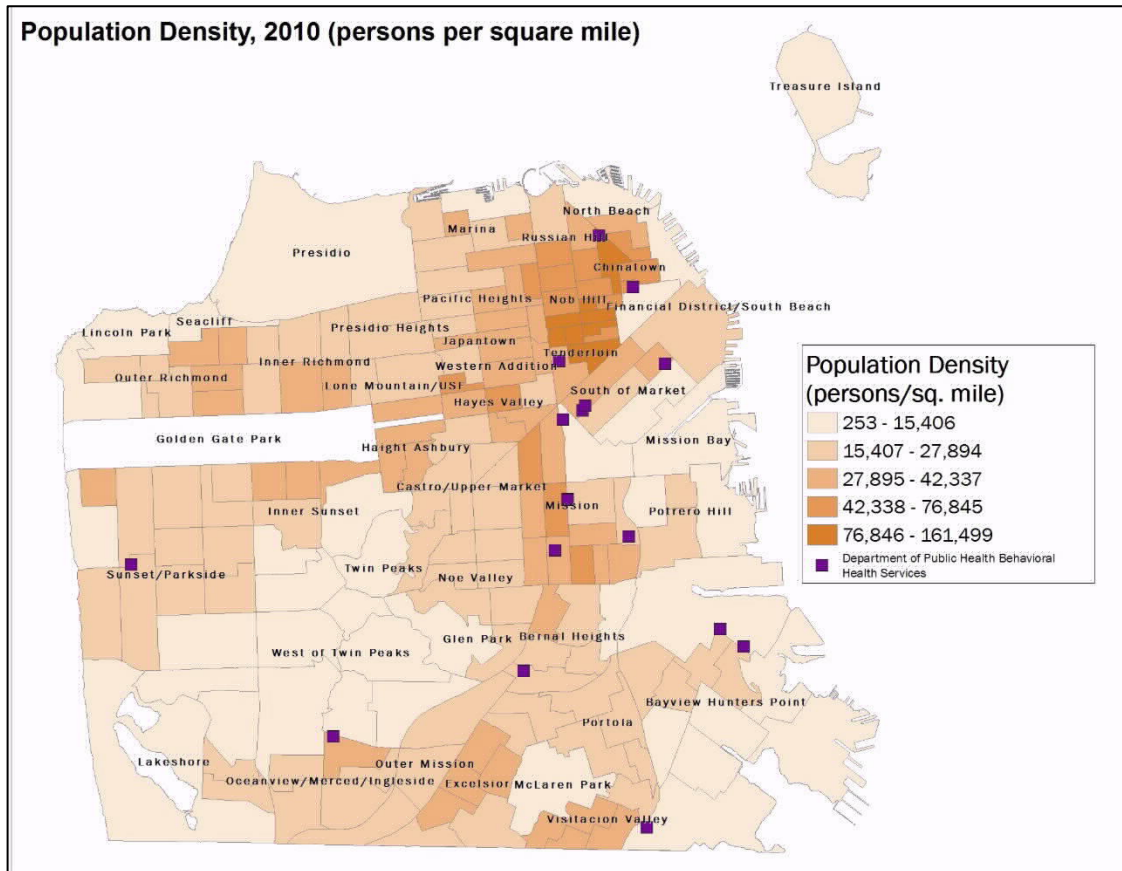 Population Density, 2010 (persons per square mile)
Treasure Island
North Beach
Marina
Russian Hill
Presidio
Chinatown
Pacific Heights
Nob Hill
Financial District/South Beach
Seacliff
Lincoln Park
Presidio Heights
Japantown
Inner Richmond
Tenderloin
Outer Richmond
Western Addition
Lone Mountain/USF
South of Market
Hayes Valley
Golden Gate Park
Mission Bay
Haight Ashbury
Castro/Upper Market
Mission
Inner Sunset
Potrero Hill
Twin Peaks
Sunset/Parkside
Noe Valley
Glen Park
Bernal Heights
West of Twin Peaks
Bayview Hunters Point
Portola
Lakeshore
Outer Mission
Oceanview/Merced/Ingleside
Excelsior
McLaren Park
Visitacion Valley
Population Density
(persons/sq. mile)
253 - 15,406
15,407 - 27,894
27,895 - 42,337
42,338 - 76,845
76,846 - 161,499
Department of Public Health Behavioral
Health Services